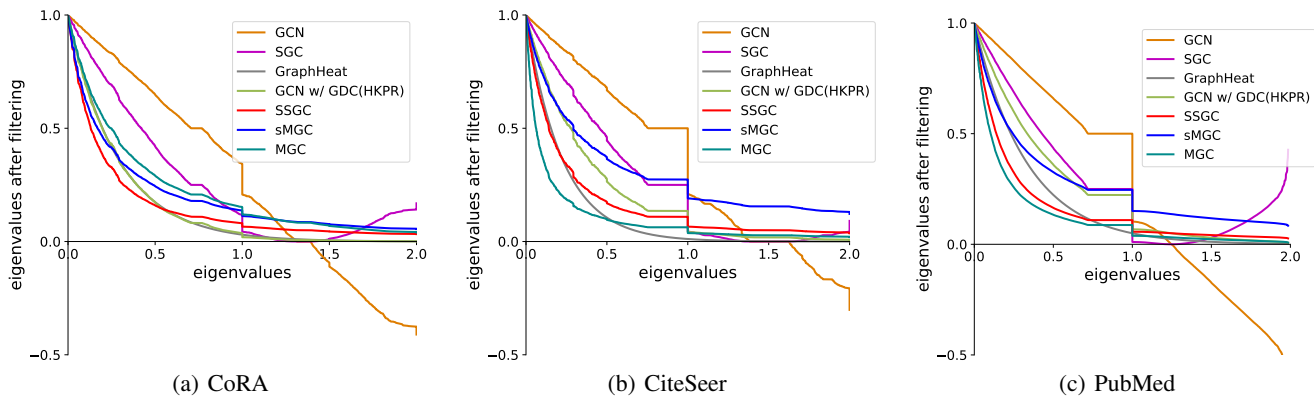 eigenvalues after filtering
1.0
0.5
0.0
−0.5
0.0
0.5
1.0
1.5
2.0
eigenvalues
GCN
SGC
GraphHeat
GCN w/ GDC(HKPR)
SSGC
sMGC
MGC
(a) CoRA
eigenvalues after filtering
1.0
0.5
0.0
−0.5
0.0
0.5
1.0
1.5
2.0
eigenvalues
GCN
SGC
GraphHeat
GCN w/ GDC(HKPR)
SSGC
sMGC
MGC
(b) CiteSeer
eigenvalues after filtering
1.0
0.5
0.0
−0.5
0.0
0.5
1.0
1.5
2.0
eigenvalues
GCN
SGC
GraphHeat
GCN w/ GDC(HKPR)
SSGC
sMGC
MGC
(c) PubMed